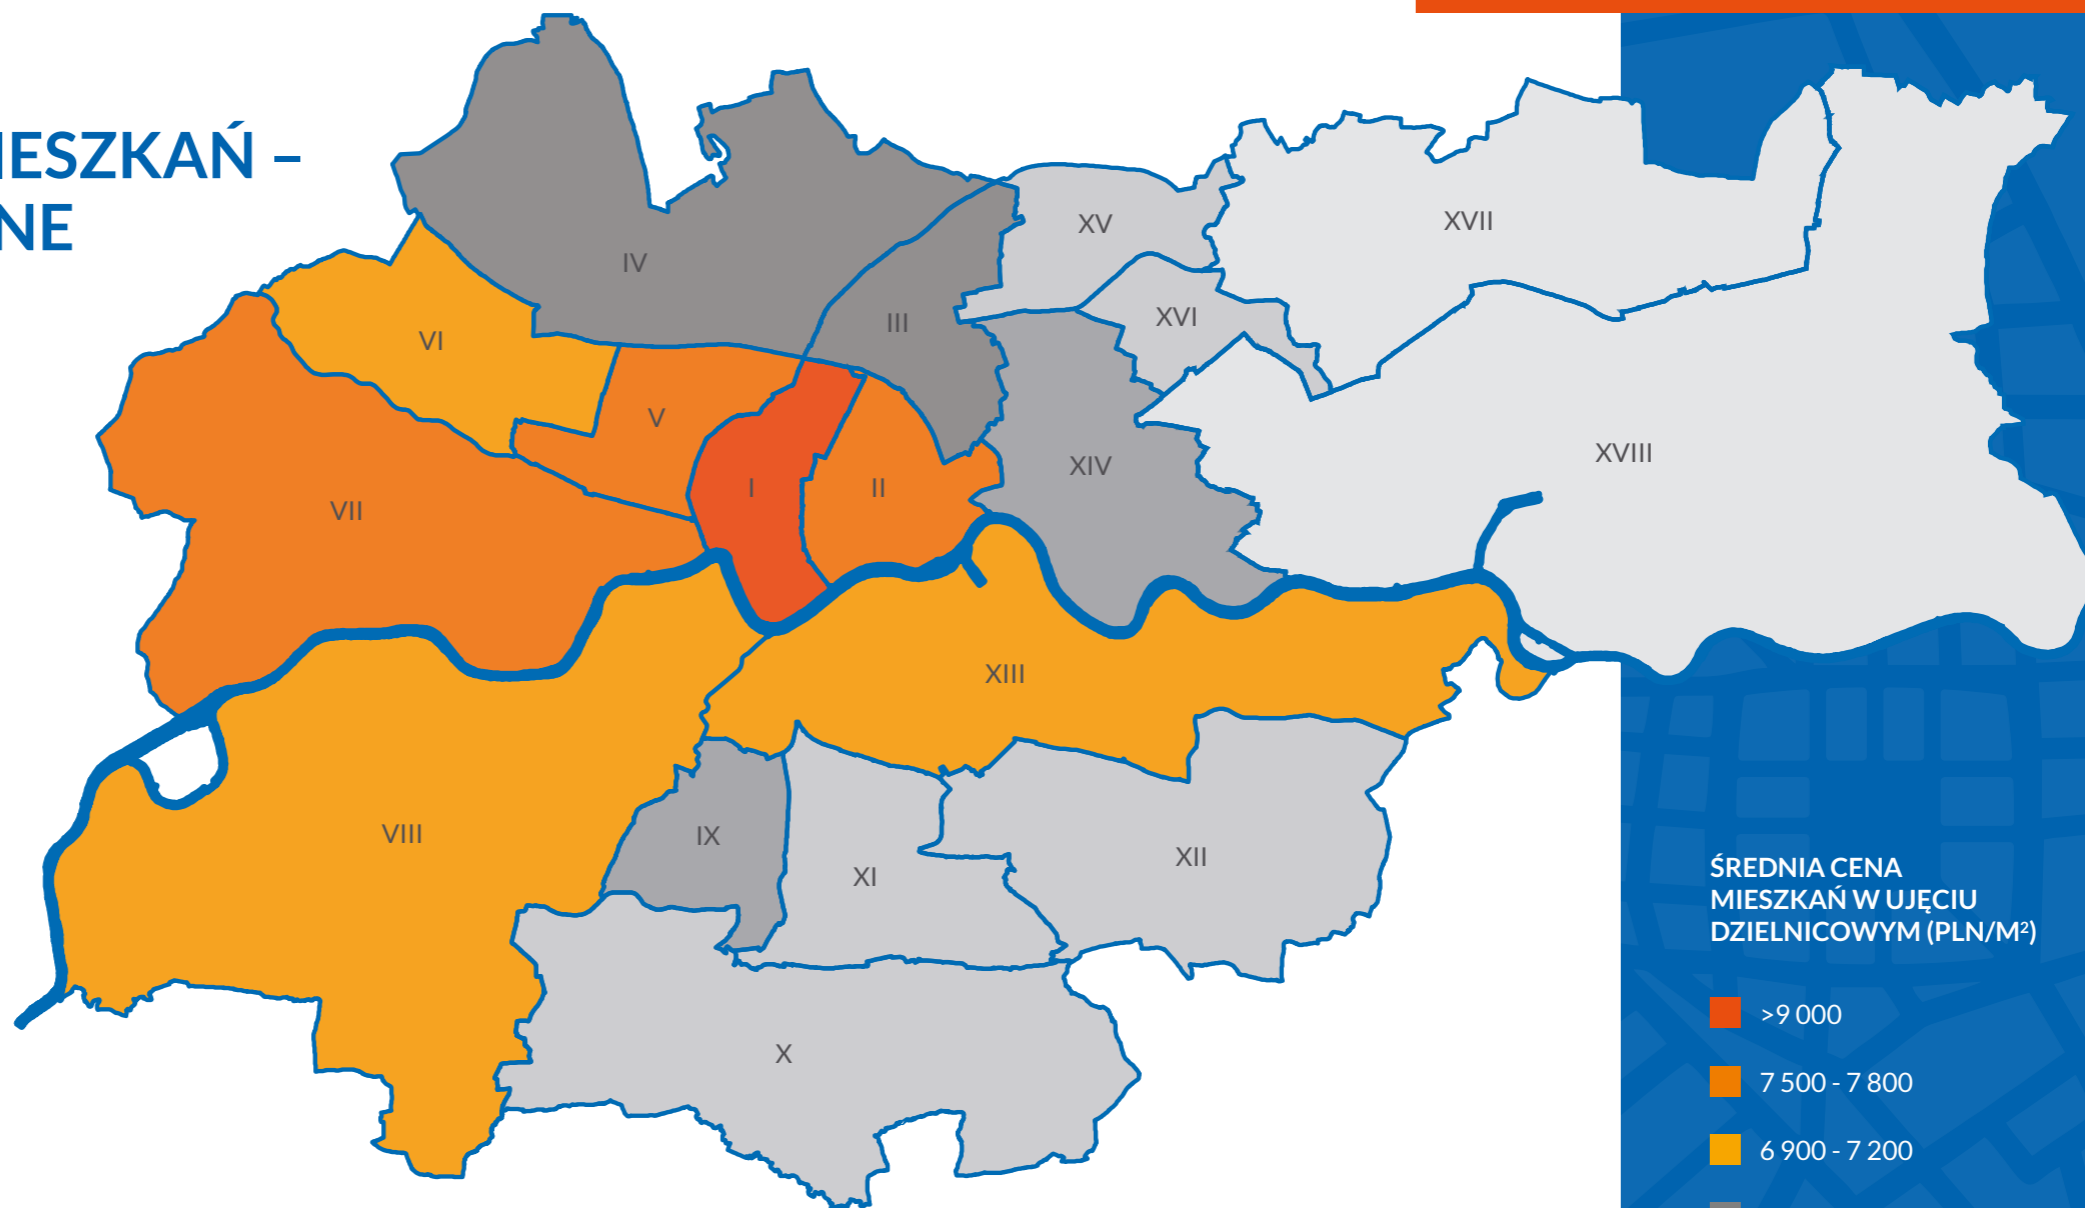 IESZKAŃ –
NE
IV
III
XV
XVII
XVI
VI
V
I
II
XIV
XVIII
VII
XIII
VIII
IX
XI
XII
X
ŚREDNIA CENA
MIESZKAŃ W UJĘCIU
DZIELNICOWYM (PLN/M²)
>9 000
7 500 - 7 800
6 900 - 7 200